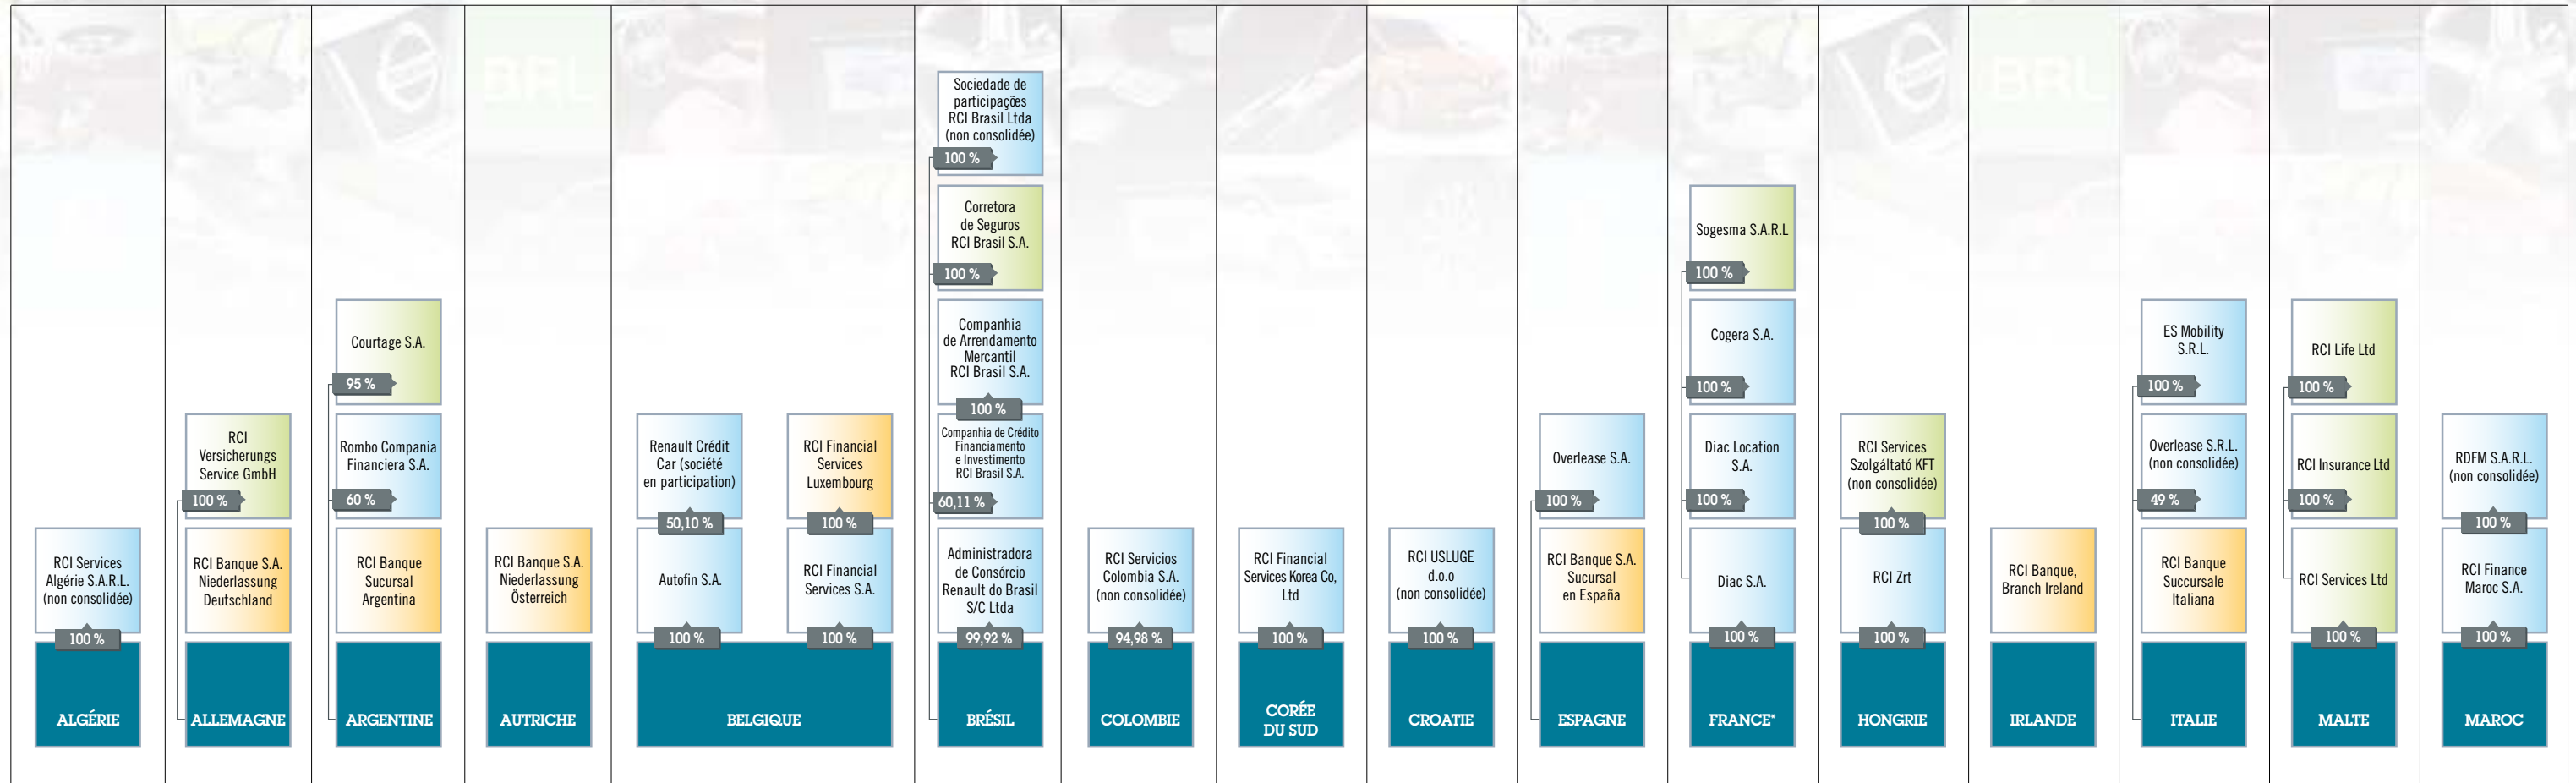 RCI Services
Algérie S.A.R.L.
(non consolidée)
100 %
ALGÉRIE
RCI
Versicherungs
Service GmbH
100 %
RCI Banque S.A.
Niederlassung
Deutschland
ALLEMAGNE
Courtage S.A.
95 %
Rombo Compania
Financiera S.A.
60 %
RCI Banque
Sucursal
Argentina
ARGENTINE
BRL
RCI Banque S.A.
Niederlassung
Österreich
AUTRICHE
Renault Crédit
Car (société
en participation)
50,10 %
Autofin S.A.
100 %
RCI Financial
Services
Luxembourg
100 %
RCI Financial
Services S.A.
100 %
BELGIQUE
Sociedade de
participações
RCI Brasil Ltda
(non consolidée)
100 %
Corretora
de Seguros
RCI Brasil S.A.
100 %
Companhia
de Arrendamento
Mercantil
RCI Brasil S.A.
100 %
Companhia de Crédito
Financiamento
e Investimento
RCI Brasil S.A.
60,11 %
Administradora
de Consórcio
Renault do Brasil
S/C Ltda
99,92 %
BRÉSIL
RCI Servicios
Colombia S.A.
(non consolidée)
94,98 %
COLOMBIE
RCI Financial
Services Korea Co,
Ltd
100 %
CORÉE
DU SUD
RCI USLUGE
d.o.o
(non consolidée)
100 %
CROATIE
Overlease S.A.
100 %
RCI Banque S.A.
Sucursal
en España
ESPAGNE
Sogesma S.A.R.L
100 %
Cogera S.A.
100 %
Diac Location
S.A.
100 %
Diac S.A.
100 %
FRANCE*
RCI Services
Szolgáltató KFT
(non consolidée)
100 %
RCI Zrt
100 %
HONGRIE
BRL
RCI Banque,
Branch Ireland
IRLANDE
ES Mobility
S.R.L.
100 %
Overlease S.R.L.
(non consolidée)
49 %
RCI Banque
Succursale
Italiana
ITALIE
RCI Life Ltd
100 %
RCI Insurance Ltd
100 %
RCI Services Ltd
100 %
MALTE
RDFM S.A.R.L.
(non consolidée)
100 %
RCI Finance
Maroc S.A.
100 %
MAROC